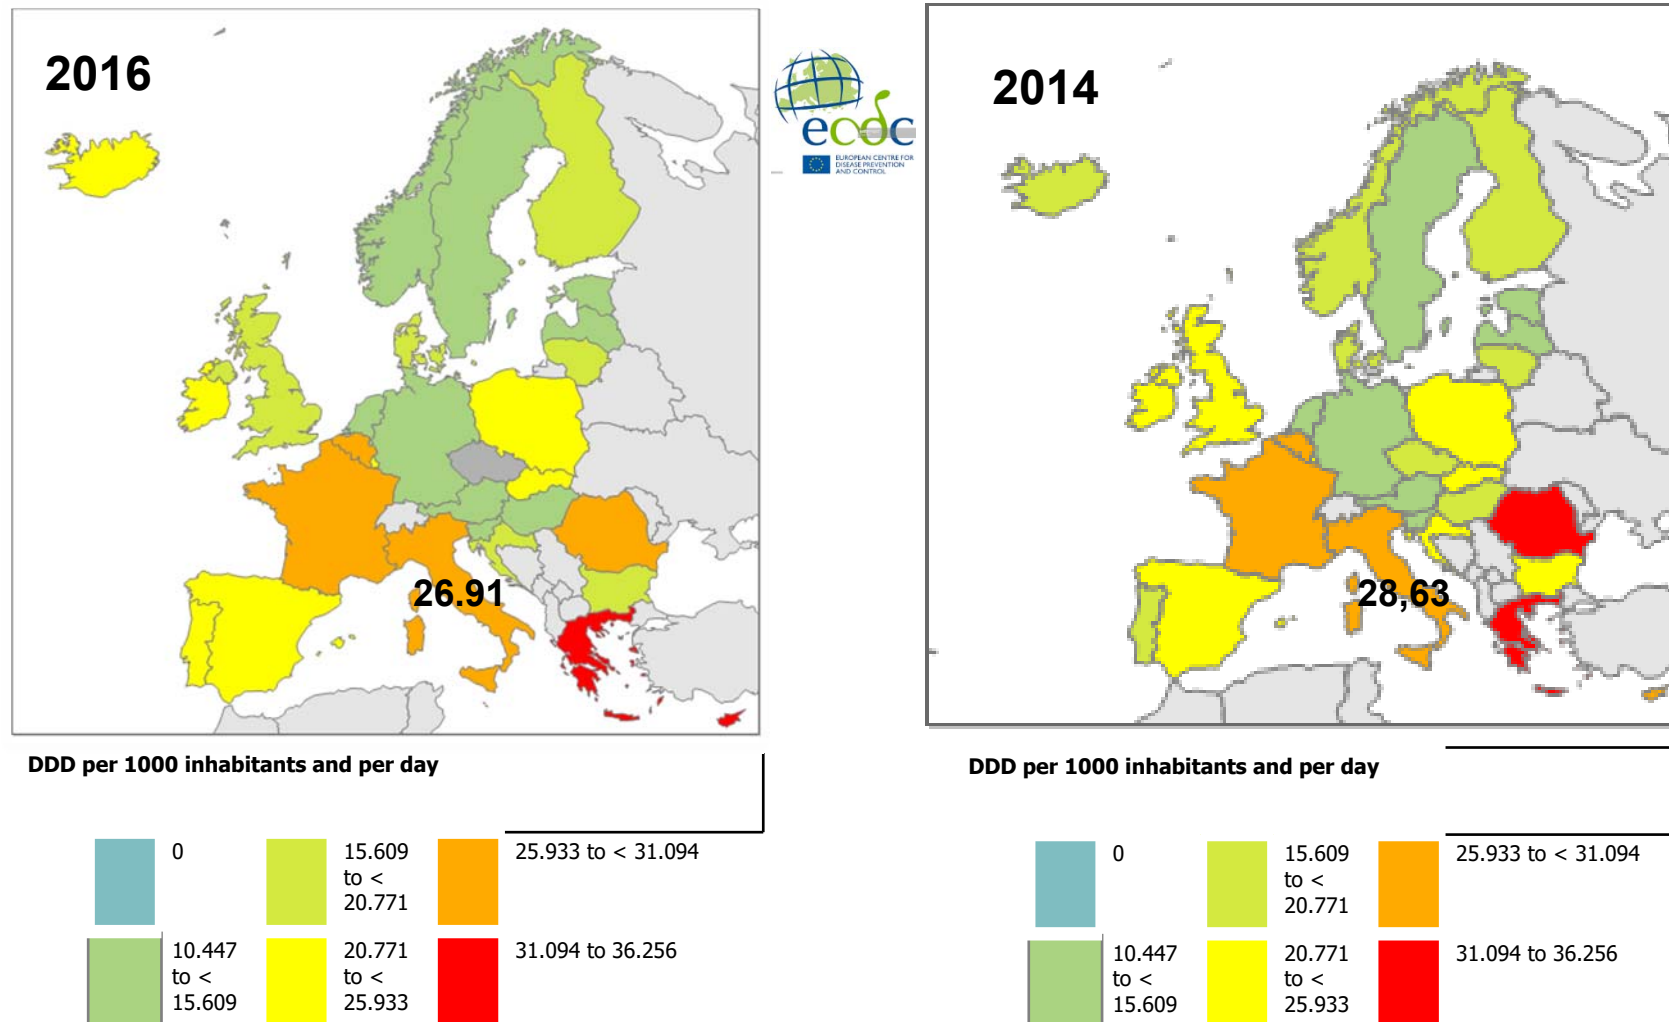 2016
ecdc
EUROPEAN CENTRE FOR
DISEASE PREVENTION
AND CONTROL
26.91
DDD per 1000 inhabitants and per day
0
15.609
to <
20.771
25.933 to < 31.094
10.447
to <
15.609
20.771
to <
25.933
31.094 to 36.256
2014
28,63
DDD per 1000 inhabitants and per day
0
15.609
to <
20.771
25.933 to < 31.094
10.447
to <
15.609
20.771
to <
25.933
31.094 to 36.256